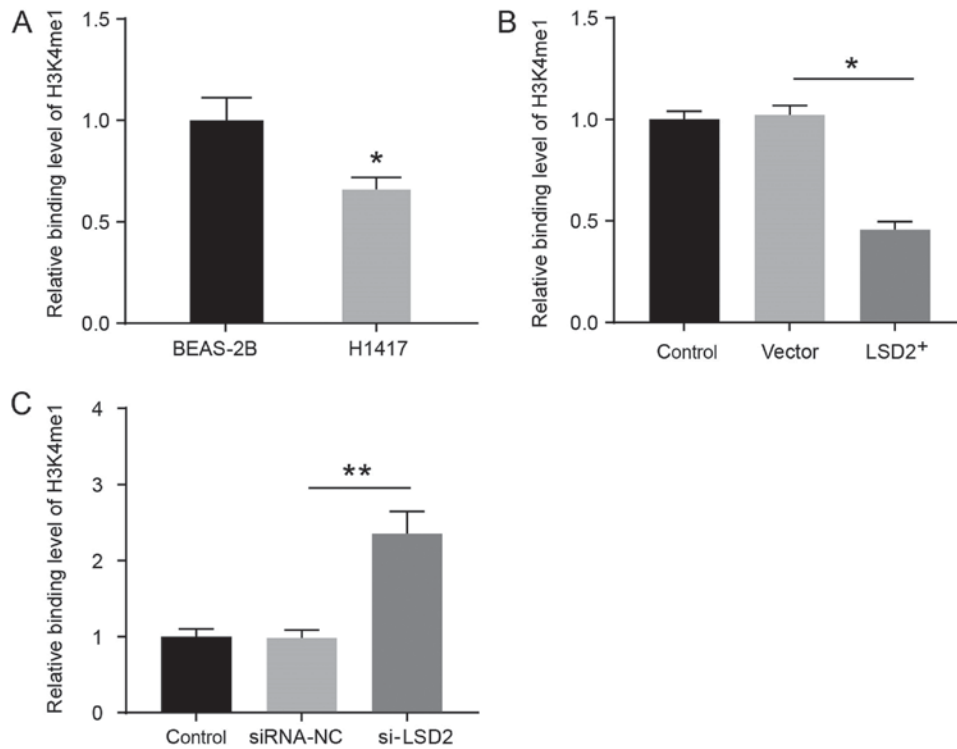 A
Relative binding level of H3K4me1
1.5
1.0
0.5
0.0
*
BEAS-2B
H1417
B
Relative binding level of H3K4me1
1.5
1.0
0.5
0.0
*
Control
Vector
LSD2⁺
C
Relative binding level of H3K4me1
4
3
2
1
0
**
Control
siRNA-NC
si-LSD2